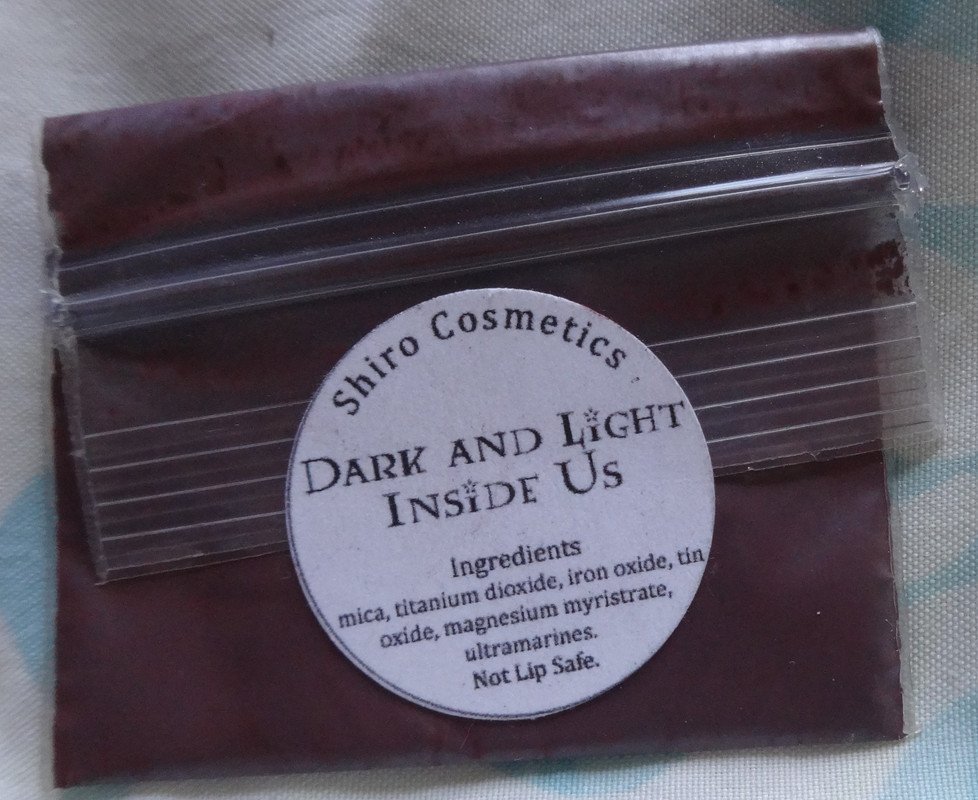 Shiro Cosmetics
Dark and Light
Inside Us
Ingredients
mica, titanium dioxide, iron oxide, tin
oxide, magnesium myristrate,
ultramarines.
Not Lip Safe.